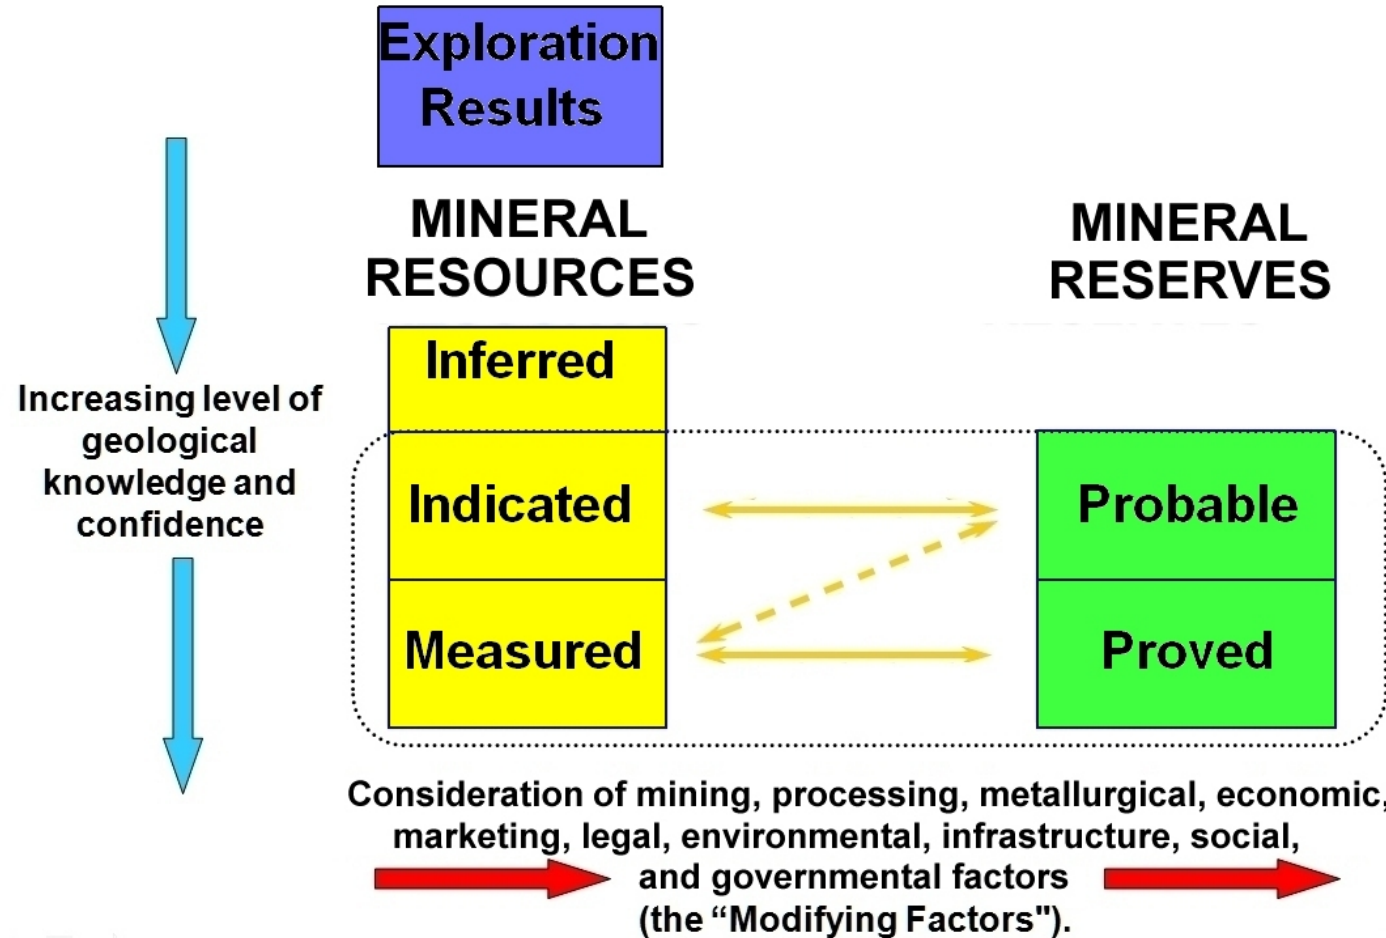 Exploration
Results
MINERAL
RESOURCES
MINERAL
RESERVES
Increasing level of
geological
knowledge and
confidence
Inferred
Indicated
Measured
Probable
Proved
Consideration of mining, processing, metallurgical, economic,
marketing, legal, environmental, infrastructure, social,
and governmental factors
(the “Modifying Factors").